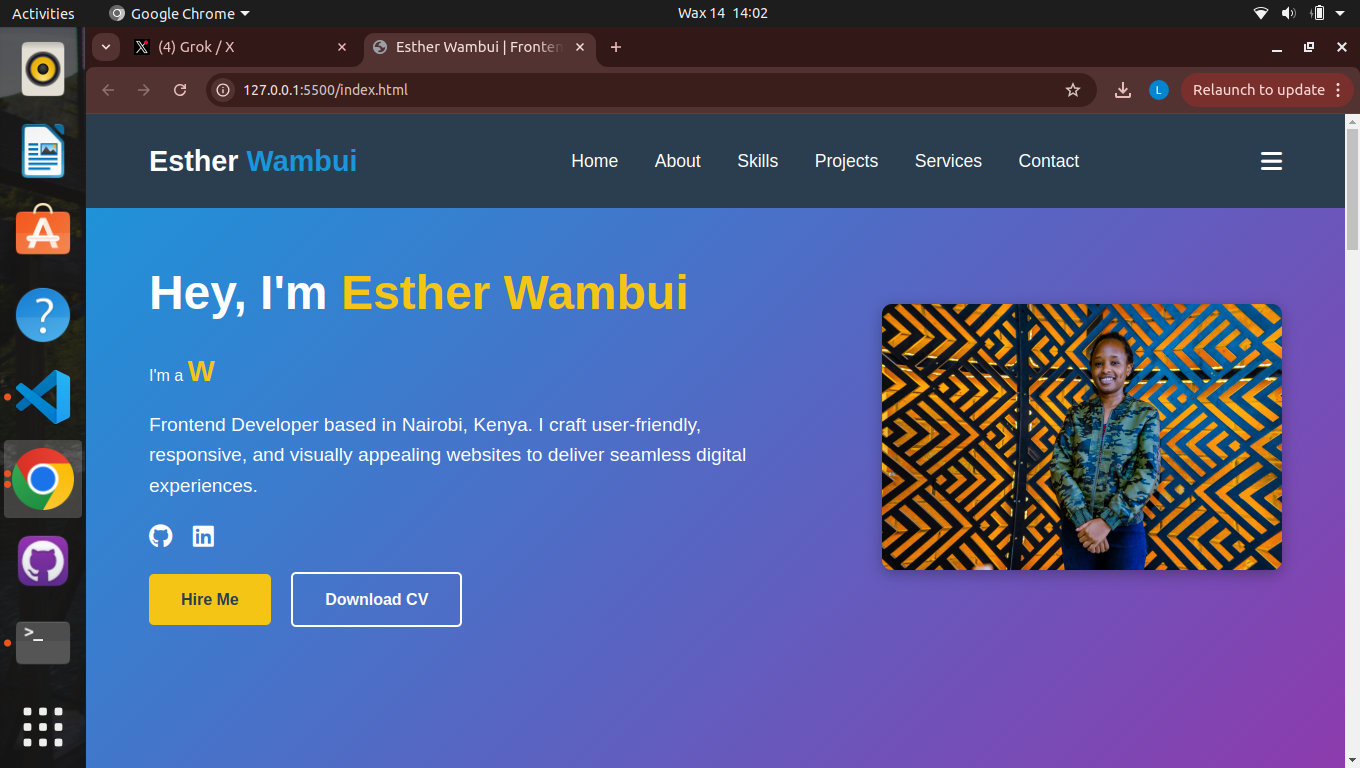 Activities Google Chrome Wax 14 14:02
(4) Grok / X Esther Wambui | Fronten
127.0.0.1:5500/index.html L Relaunch to update
Esther Wambui Home About Skills Projects Services Contact
Hey, I'm Esther Wambui
I'm a W
Frontend Developer based in Nairobi, Kenya. I craft user-friendly,
responsive, and visually appealing websites to deliver seamless digital
experiences.
in
Hire Me Download CV